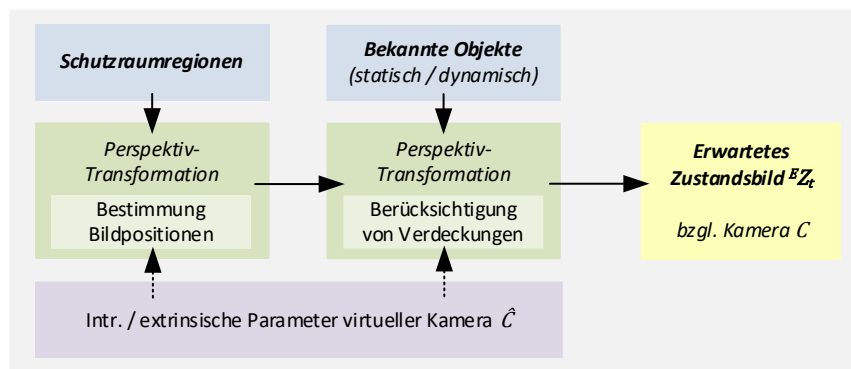 Schutzraumregionen
Bekannte Objekte
(statisch / dynamisch)
Perspektiv-
Transformation
Bestimmung
Bildpositionen
Perspektiv-
Transformation
Berücksichtigung
von Verdeckungen
Erwartetes
Zustandsbild ᴱZₜ
bzgl. Kamera C
Intr. / extrinsische Parameter virtueller Kamera Ĉ